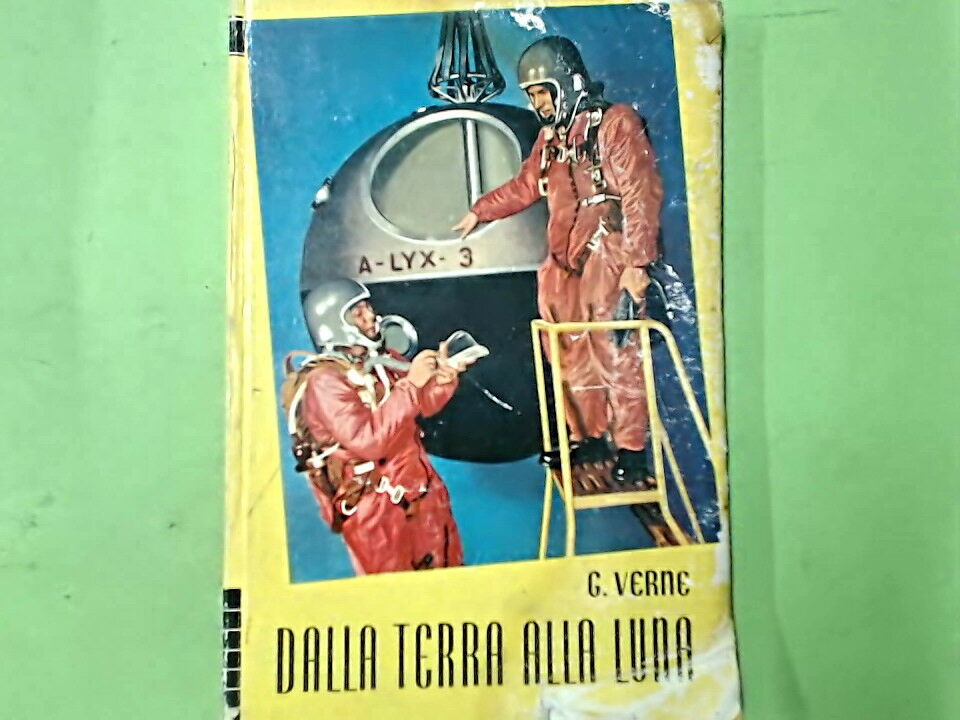 A-LYX-3
G. VERNE
DALLA TERRA ALLA LUNA